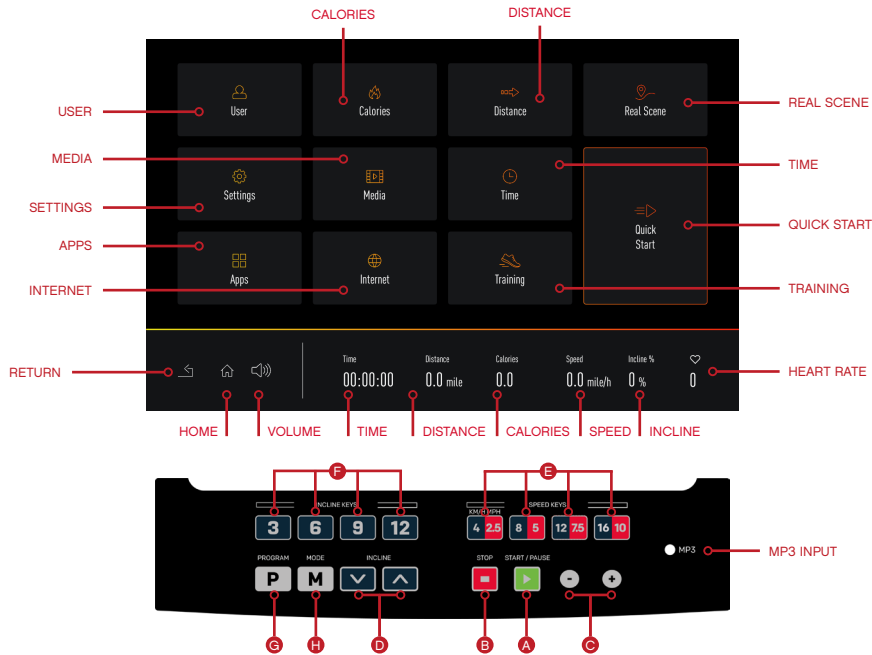 CALORIES
DISTANCE
USER
User
Calories
Distance
Real Scene
REAL SCENE
MEDIA
TIME
SETTINGS
Settings
Media
Time
Quick
Start
QUICK START
APPS
Apps
Internet
Training
INTERNET
TRAINING
RETURN
Time
Distance
Calories
Speed
Incline %
00:00:00
0.0 mile
0.0
0.0 mile/h
0 %
0
HEART RATE
HOME
VOLUME
TIME
DISTANCE
CALORIES
SPEED
INCLINE
F
E
INCLINE KEYS
SPEED KEYS
KM/H MPH
3
6
9
12
4 2.5
8 5
12 7.5
16 10
MP3
MP3 INPUT
PROGRAM
MODE
INCLINE
STOP
START / PAUSE
P
M
-
+
G
H
D
B
A
C